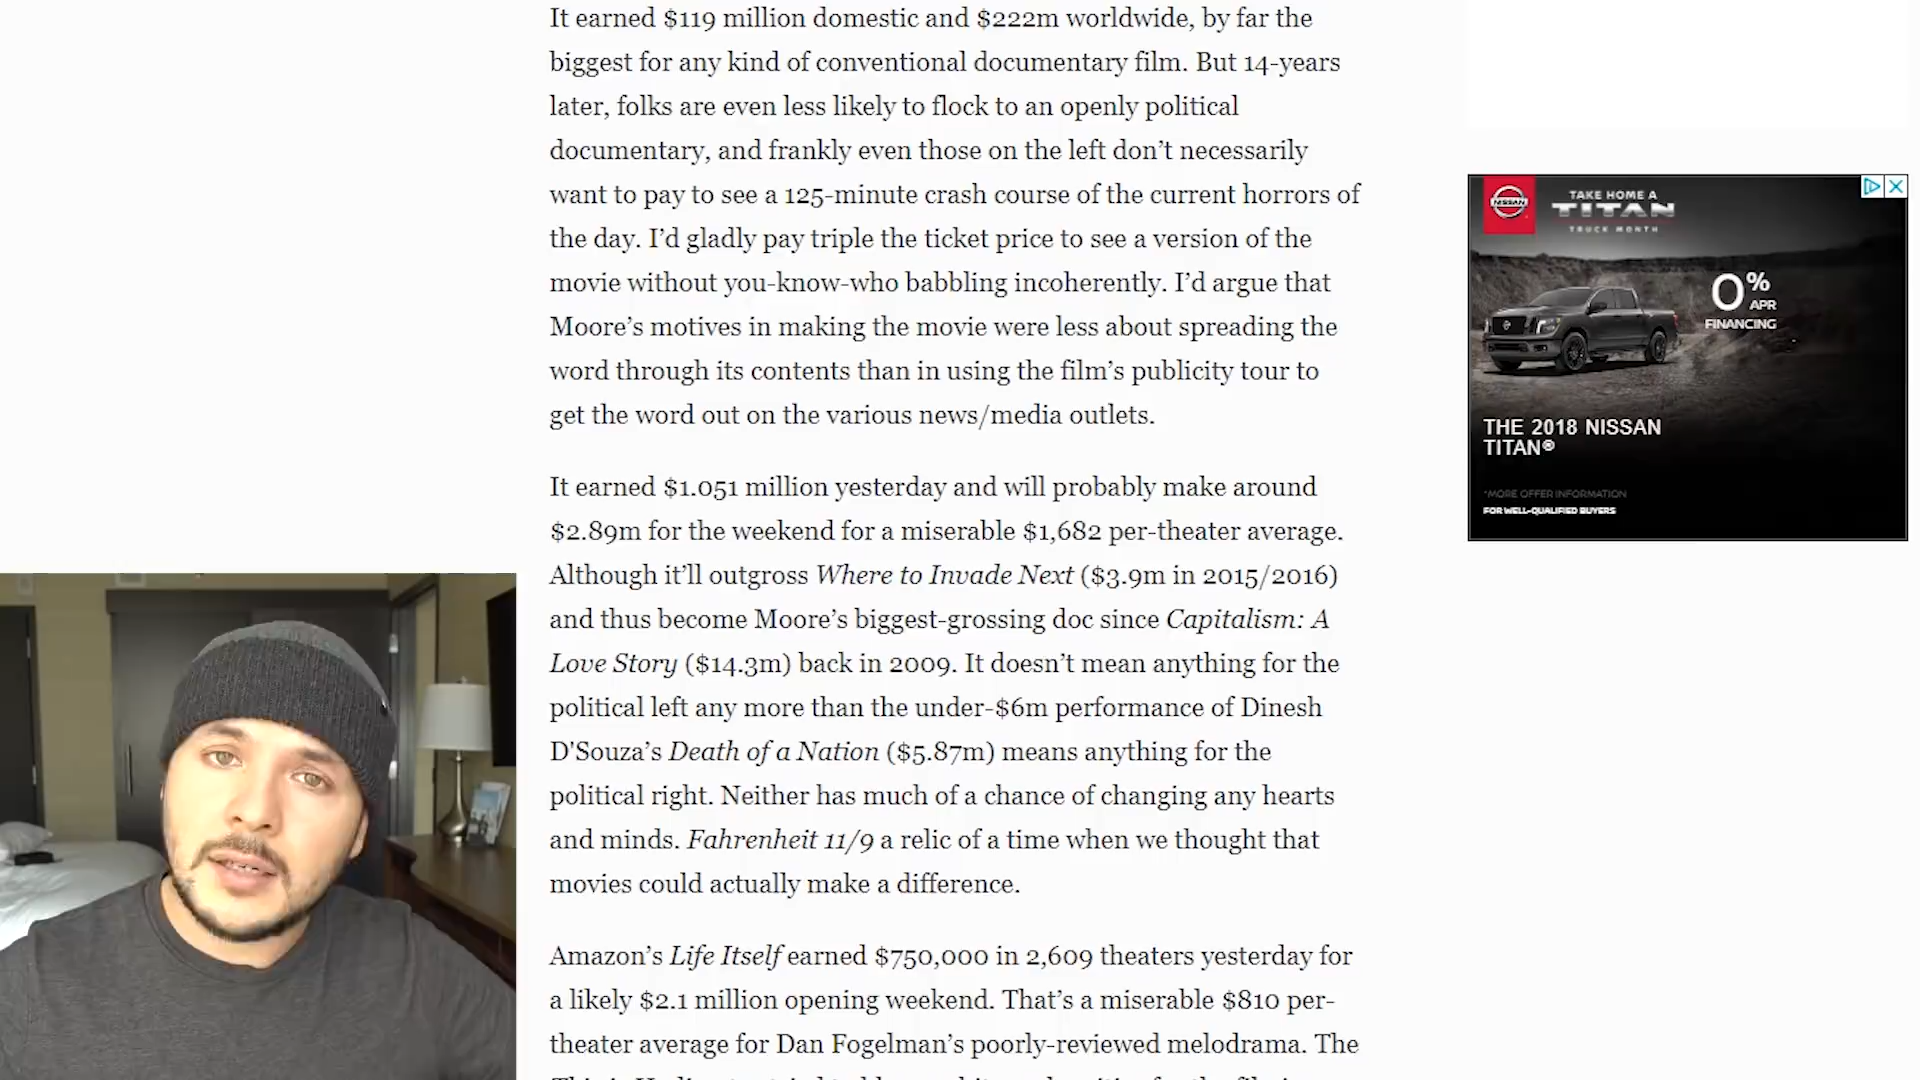 It earned $119 million domestic and $222m worldwide, by far the
biggest for any kind of conventional documentary film. But 14-years
later, folks are even less likely to flock to an openly political
documentary, and frankly even those on the left don’t necessarily
want to pay to see a 125-minute crash course of the current horrors of
the day. I’d gladly pay triple the ticket price to see a version of the
movie without you-know-who babbling incoherently. I’d argue that
Moore’s motives in making the movie were less about spreading the
word through its contents than in using the film’s publicity tour to
get the word out on the various news/media outlets.
It earned $1.051 million yesterday and will probably make around
$2.89m for the weekend for a miserable $1,682 per-theater average.
Although it’ll outgross Where to Invade Next ($3.9m in 2015/2016)
and thus become Moore’s biggest-grossing doc since Capitalism: A
Love Story ($14.3m) back in 2009. It doesn’t mean anything for the
political left any more than the under-$6m performance of Dinesh
D'Souza’s Death of a Nation ($5.87m) means anything for the
political right. Neither has much of a chance of changing any hearts
and minds. Fahrenheit 11/9 a relic of a time when we thought that
movies could actually make a difference.
Amazon’s Life Itself earned $750,000 in 2,609 theaters yesterday for
a likely $2.1 million opening weekend. That’s a miserable $810 per-
theater average for Dan Fogelman’s poorly-reviewed melodrama. The
NISSAN
TAKE HOME A
TITAN
TRUCK MONTH
0%
APR
FINANCING
THE 2018 NISSAN
TITAN®
*MORE OFFER INFORMATION
FOR WELL-QUALIFIED BUYERS